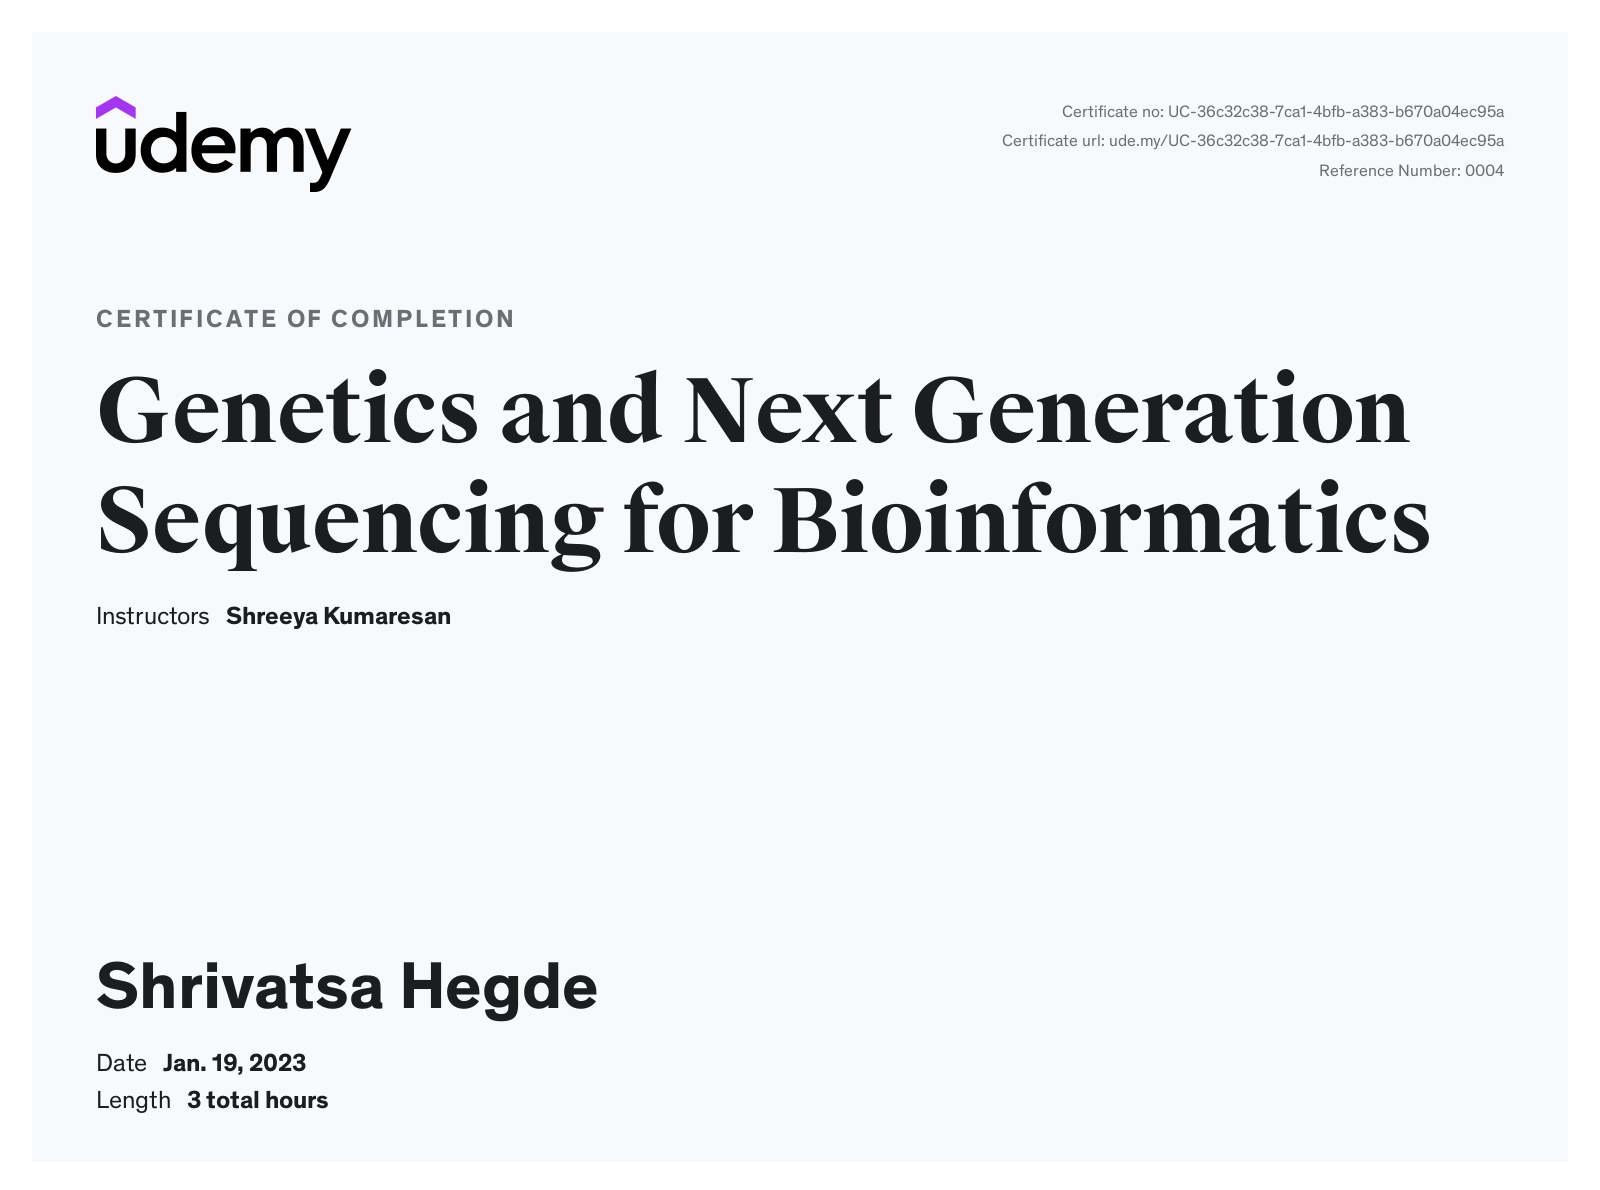 udemy
Certificate no: UC-36c32c38-7ca1-4bfb-a383-b670a04ec95a
Certificate url: ude.my/UC-36c32c38-7ca1-4bfb-a383-b670a04ec95a
Reference Number: 0004
CERTIFICATE OF COMPLETION
Genetics and Next Generation
Sequencing for Bioinformatics
Instructors Shreeya Kumaresan
Shrivatsa Hegde
Date Jan. 19, 2023
Length 3 total hours